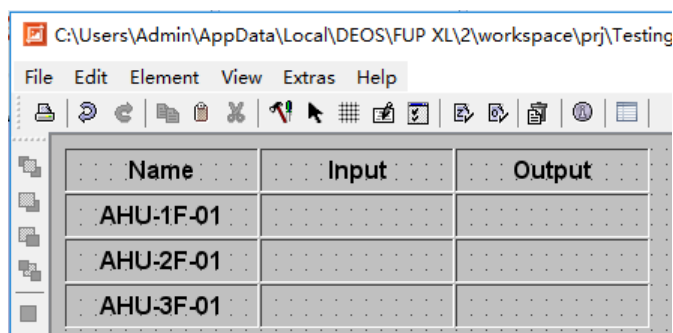 C:\Users\Admin\AppData\Local\DEOS\FUP XL\2\workspace\prj\Testing
File Edit Element View Extras Help
Name Input Output
AHU-1F-01
AHU-2F-01
AHU-3F-01